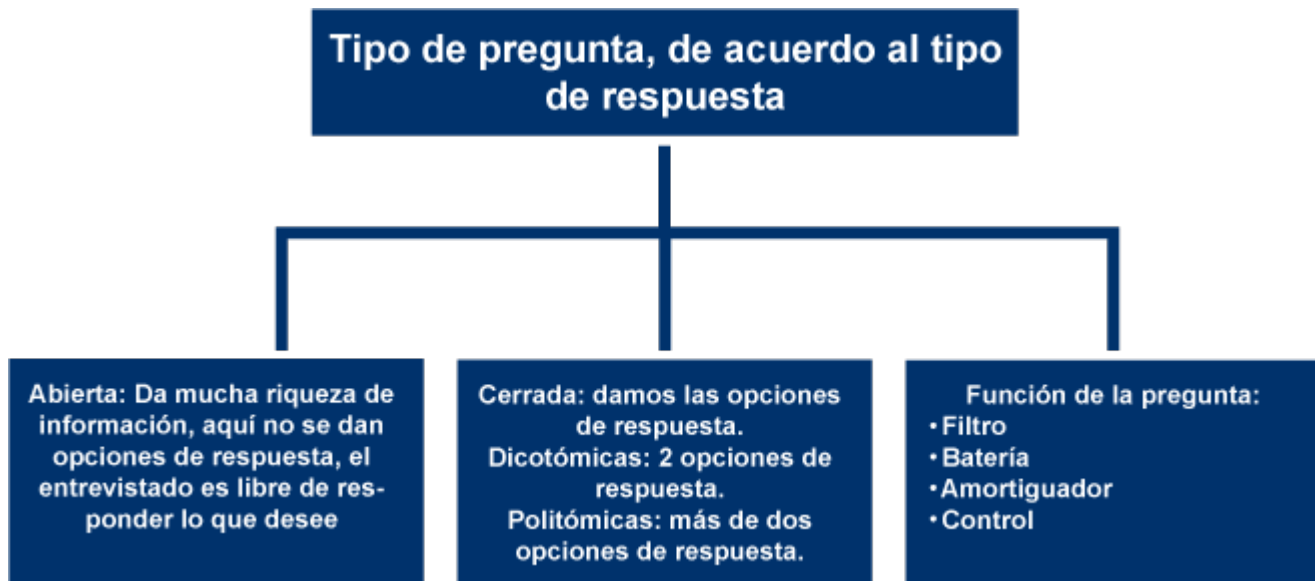 Tipo de pregunta, de acuerdo al tipo
de respuesta
Abierta: Da mucha riqueza de
información, aquí no se dan
opciones de respuesta, el
entrevistado es libre de res-
ponder lo que desee
Cerrada: damos las opciones
de respuesta.
Dicotómicas: 2 opciones de
respuesta.
Politómicas: más de dos
opciones de respuesta.
Función de la pregunta:
• Filtro
• Batería
• Amortiguador
• Control